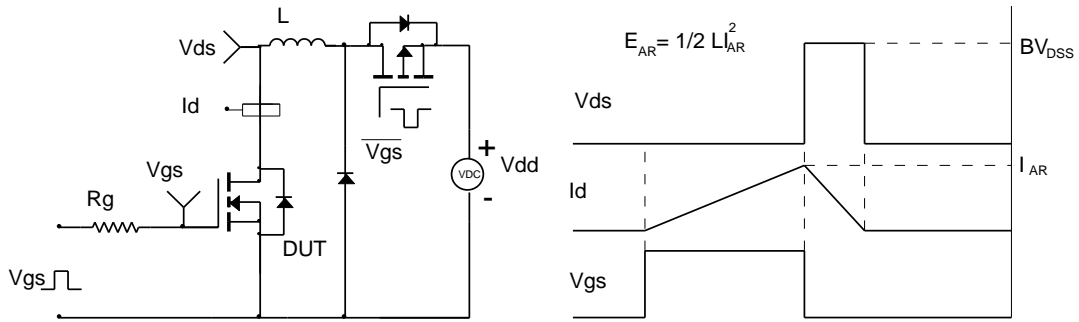 L
Vds
Id
Vgs
Rg
Vgs
DUT
Vgs
VDC
+
Vdd
-
E_AR= 1/2 LI_AR^2
BV_DSS
Vds
I_AR
Id
Vgs